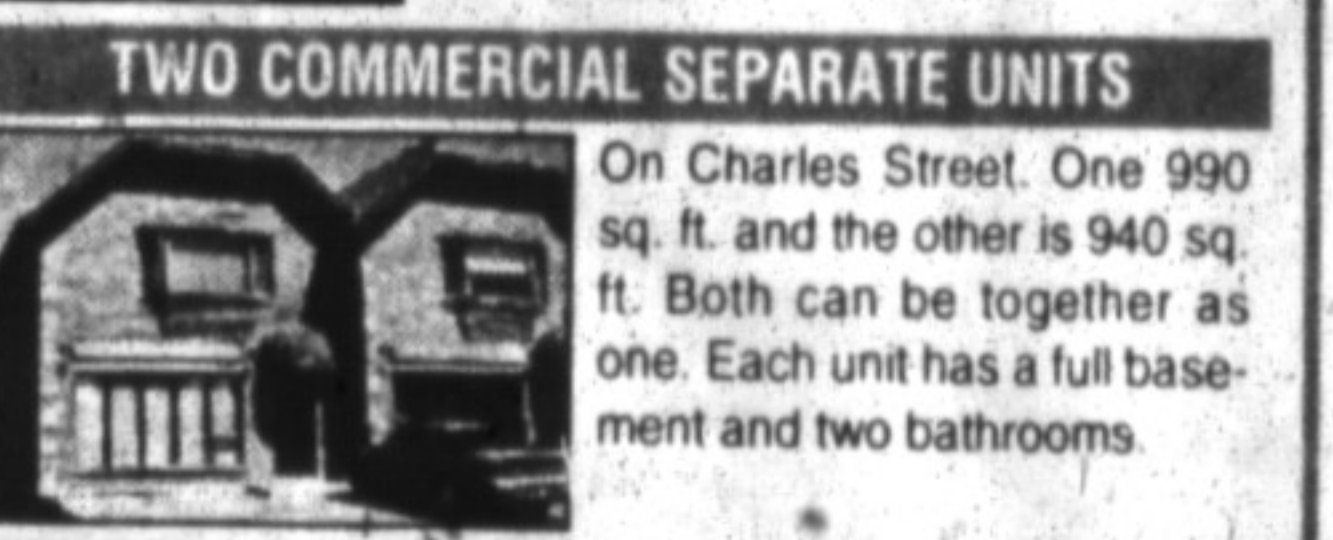 TWO COMMERCIAL SEPARATE UNITS
On Charles Street. One 990
sq. ft. and the other is 940 sq.
ft. Both can be together as
one. Each unit has a full base-
ment and two bathrooms.